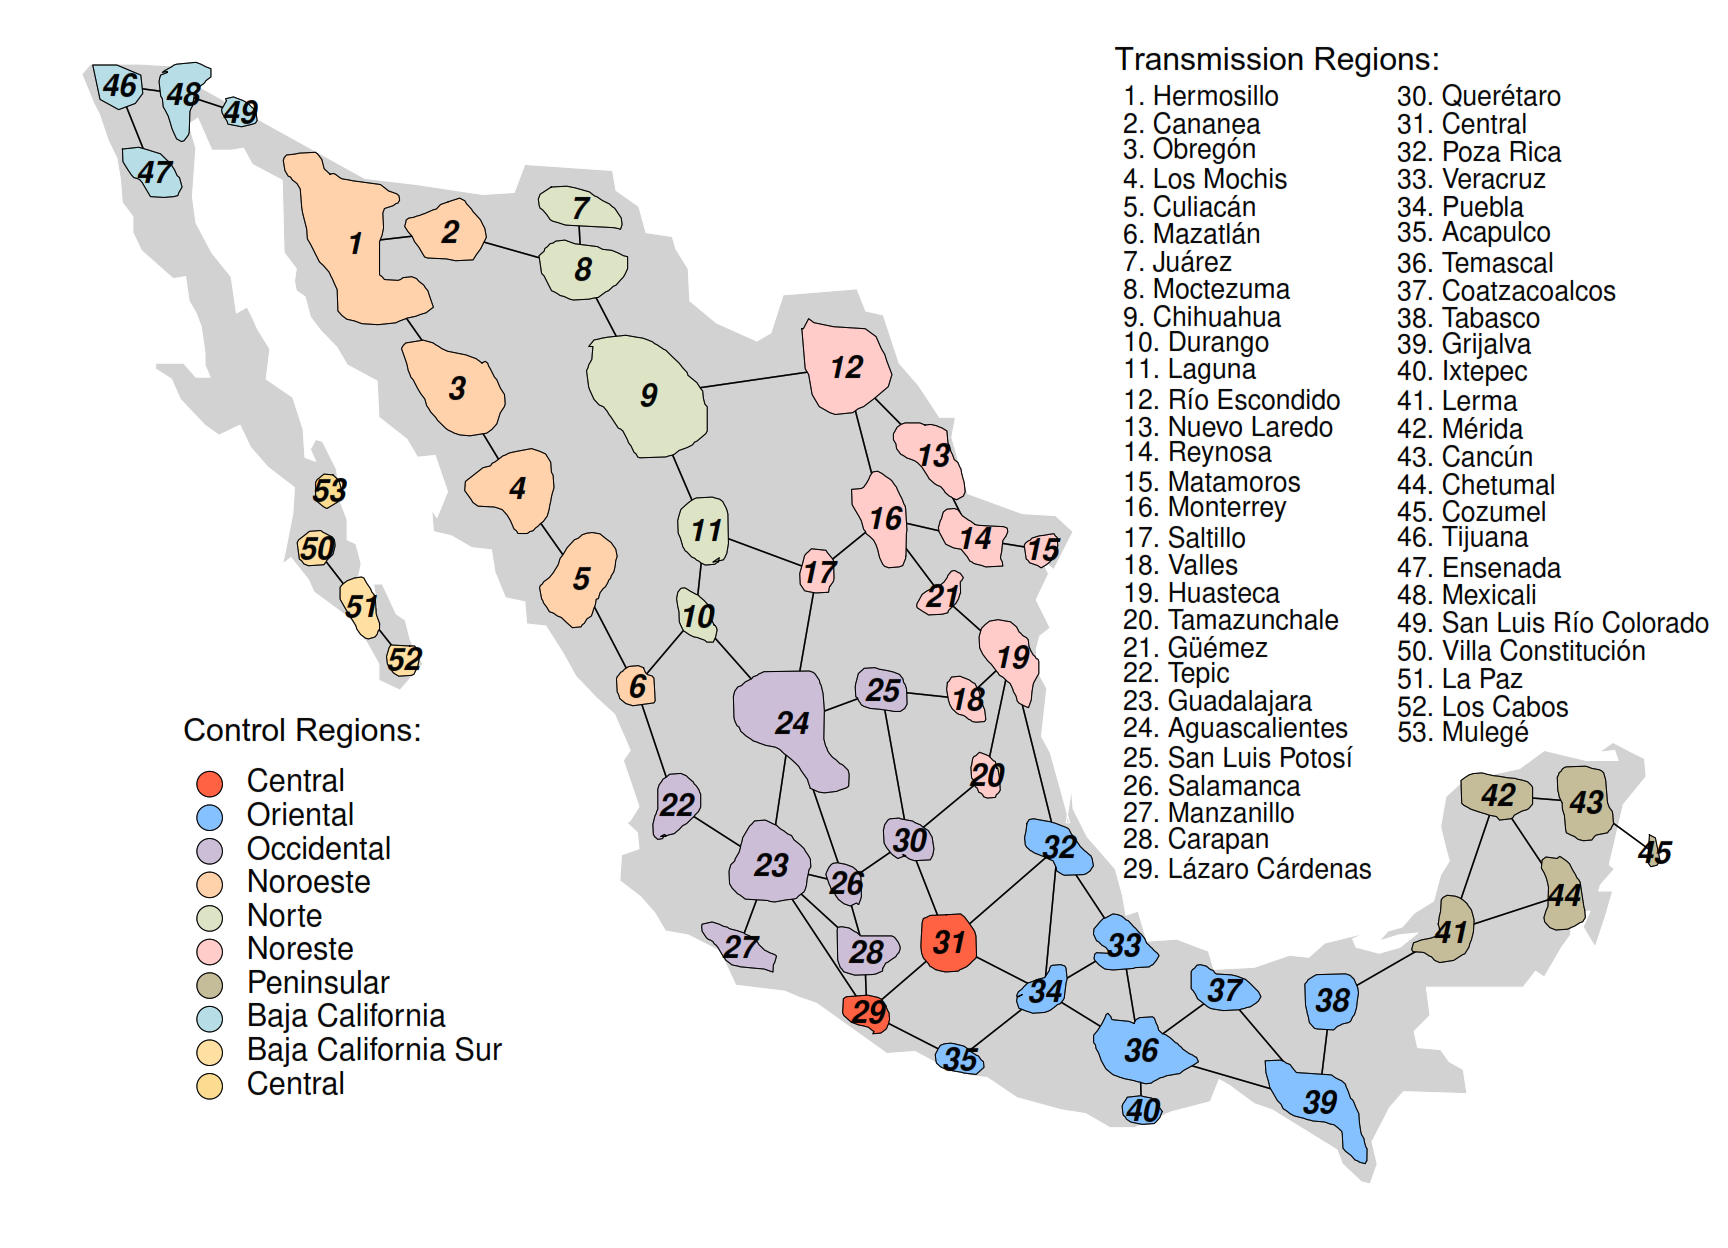 Transmission Regions:
1. Hermosillo
2. Cananea
3. Obregón
4. Los Mochis
5. Culiacán
6. Mazatlán
7. Juárez
8. Moctezuma
9. Chihuahua
10. Durango
11. Laguna
12. Río Escondido
13. Nuevo Laredo
14. Reynosa
15. Matamoros
16. Monterrey
17. Saltillo
18. Valles
19. Huasteca
20. Tamazunchale
21. Güémez
22. Tepic
23. Guadalajara
24. Aguascalientes
25. San Luis Potosí
26. Salamanca
27. Manzanillo
28. Carapan
29. Lázaro Cárdenas
30. Querétaro
31. Central
32. Poza Rica
33. Veracruz
34. Puebla
35. Acapulco
36. Temascal
37. Coatzacoalcos
38. Tabasco
39. Grijalva
40. Ixtepec
41. Lerma
42. Mérida
43. Cancún
44. Chetumal
45. Cozumel
46. Tijuana
47. Ensenada
48. Mexicali
49. San Luis Río Colorado
50. Villa Constitución
51. La Paz
52. Los Cabos
53. Mulegé
46
48
49
47
1
2
7
8
3
9
12
13
4
53
11
16
14
15
50
5
17
21
51
10
52
6
19
24
25
18
22
20
23
26
30
32
27
28
31
33
29
34
35
36
37
38
40
39
42
43
45
44
41
Control Regions:
Central
Oriental
Occidental
Noroeste
Norte
Noreste
Peninsular
Baja California
Baja California Sur
Central